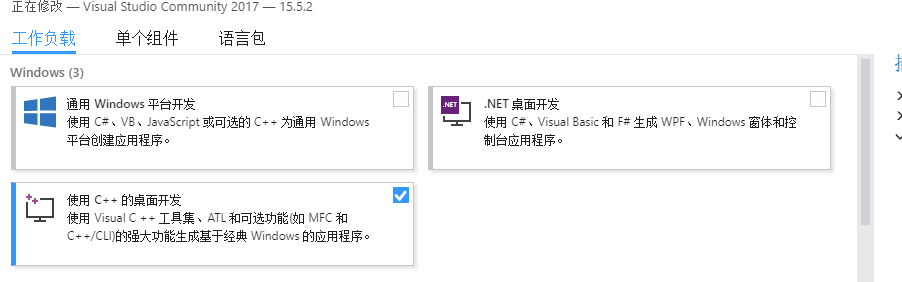 正在修改 — Visual Studio Community 2017 — 15.5.2
工作负载 单个组件 语言包
Windows (3)
通用 Windows 平台开发
使用 C#、VB、JavaScript 或可选的 C++ 为通用 Windows
平台创建应用程序。
.NET
.NET 桌面开发
使用 C#、Visual Basic 和 F# 生成 WPF、Windows 窗体和控
制台应用程序。
使用 C++ 的桌面开发
使用 Visual C ++ 工具集、ATL 和可选功能(如 MFC 和
C++/CLI)的强大功能生成基于经典 Windows 的应用程序。